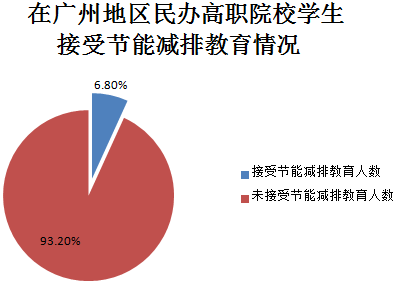 在广州地区民办高职院校学生
接受节能减排教育情况
6.80%
接受节能减排教育人数
未接受节能减排教育人数
93.20%